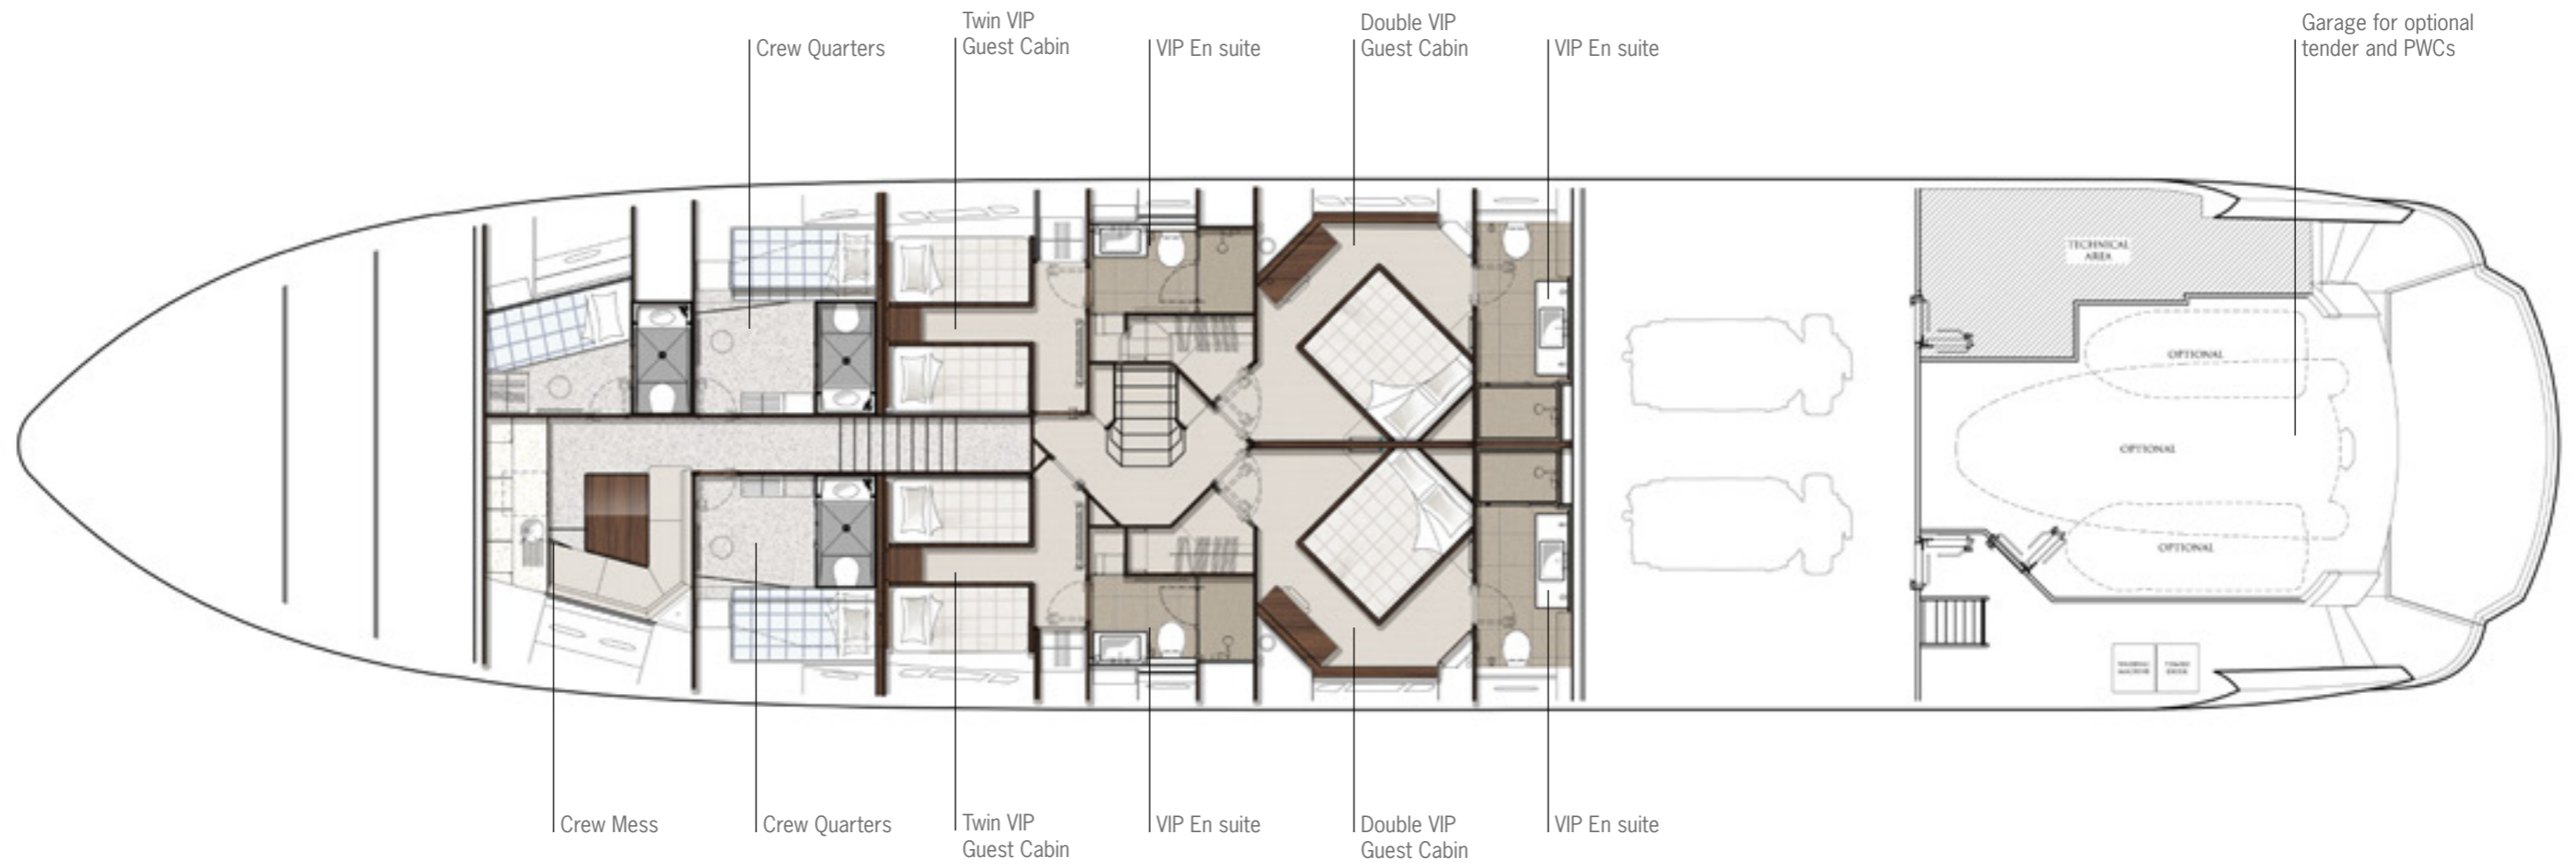 Twin VIP
Guest Cabin
Double VIP
Guest Cabin
Garage for optional
tender and PWCs
Crew Quarters
VIP En suite
VIP En suite
TECHNICAL
AREA
OPTIONAL
OPTIONAL
OPTIONAL
Crew Mess
Crew Quarters
Twin VIP
Guest Cabin
VIP En suite
Double VIP
Guest Cabin
VIP En suite